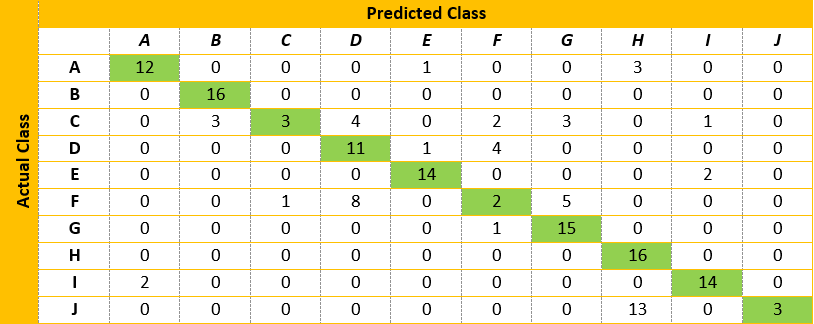 Predicted Class
Actual Class
A B C D E F G H I J
A 12 0 0 0 1 0 0 3 0 0
B 0 16 0 0 0 0 0 0 0 0
C 0 3 3 4 0 2 3 0 1 0
D 0 0 0 11 1 4 0 0 0 0
E 0 0 0 0 14 0 0 0 2 0
F 0 0 1 8 0 2 5 0 0 0
G 0 0 0 0 0 1 15 0 0 0
H 0 0 0 0 0 0 0 16 0 0
I 2 0 0 0 0 0 0 0 14 0
J 0 0 0 0 0 0 0 13 0 3